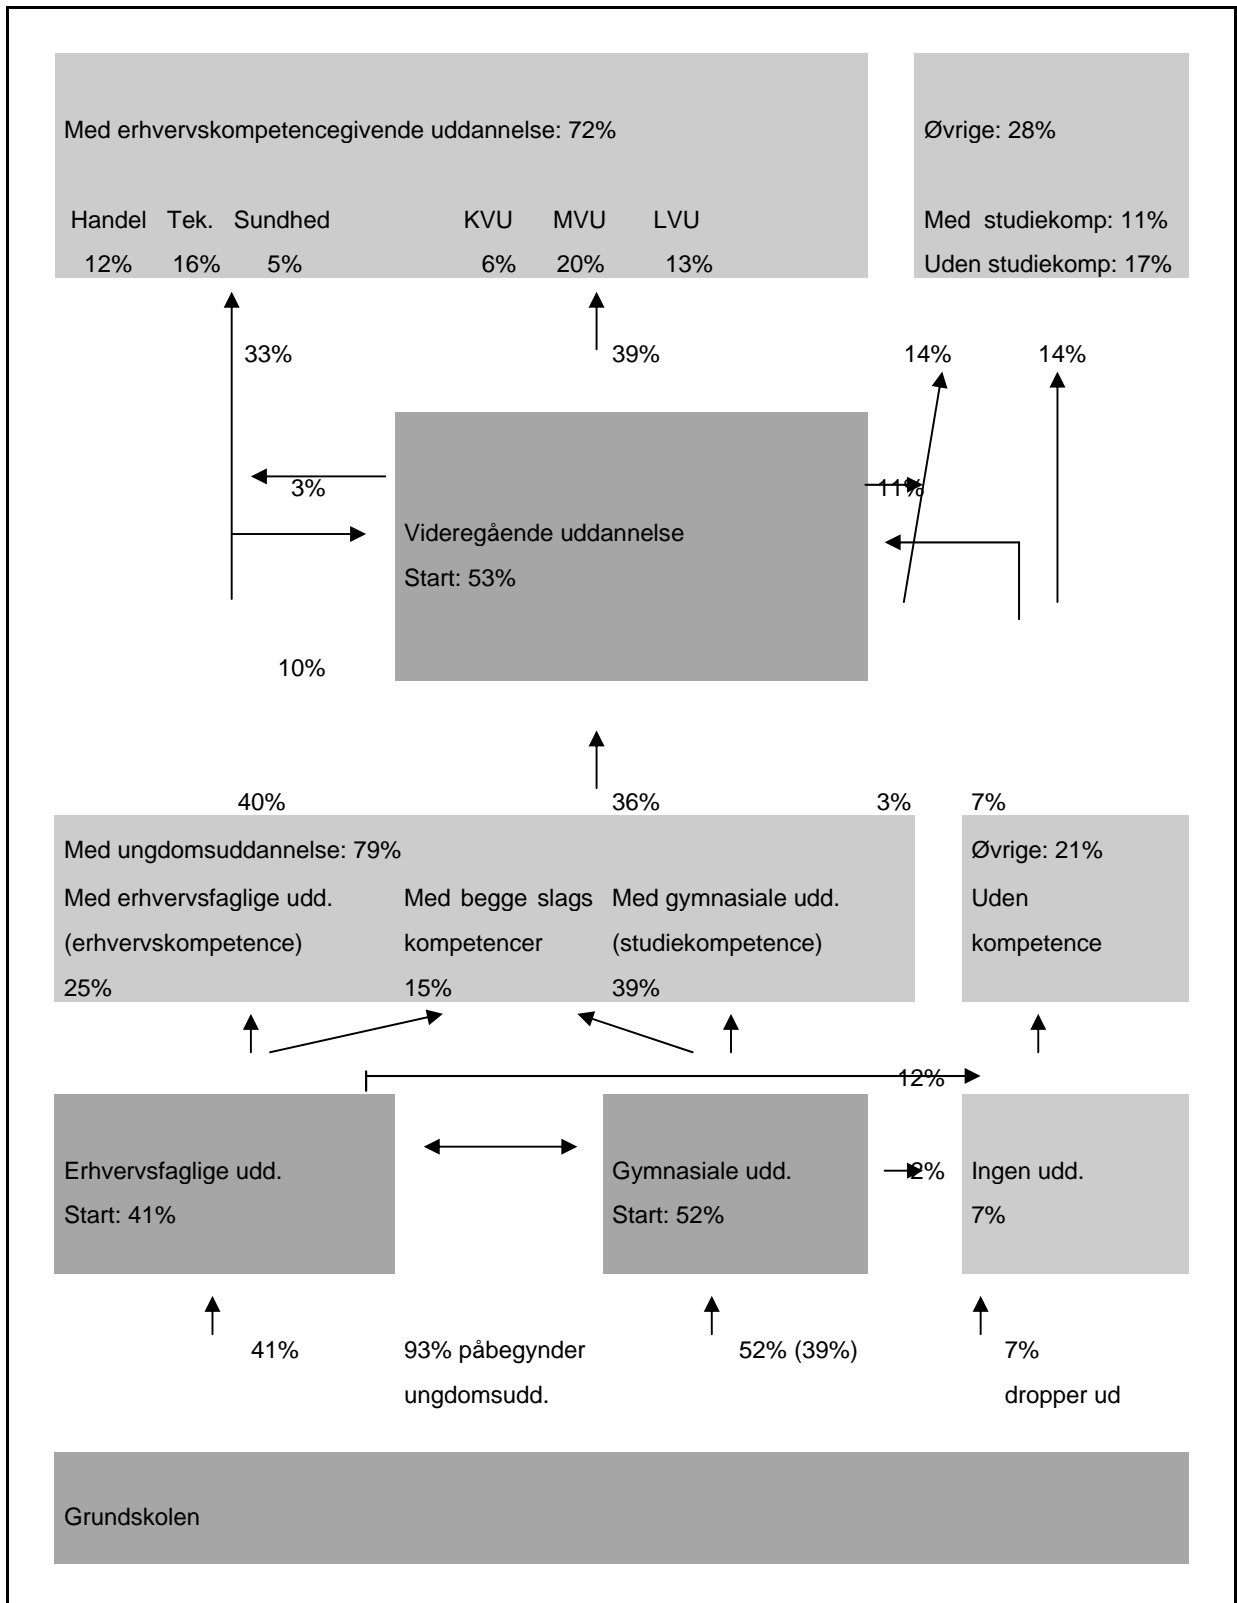 Med erhvervskompetencegivende uddannelse: 72%
Øvrige: 28%
Handel Tek. Sundhed KVU MVU LVU
Med studiekomp: 11%
12% 16% 5% 6% 20% 13%
Uden studiekomp: 17%
33% 39% 14% 14%
3% 11%
Videregående uddannelse
Start: 53%
10%
40% 36% 3% 7%
Med ungdomsuddannelse: 79%
Med erhvervsfaglige udd.
(erhvervskompetence)
25%
Med begge slags
kompetencer
15%
Med gymnasiale udd.
(studiekompetence)
39%
Øvrige: 21%
Uden
kompetence
12%
Erhvervsfaglige udd.
Start: 41%
Gymnasiale udd.
Start: 52%
2%
Ingen udd.
7%
41%
93% påbegynder
ungdomsudd.
52% (39%)
7%
dropper ud
Grundskolen